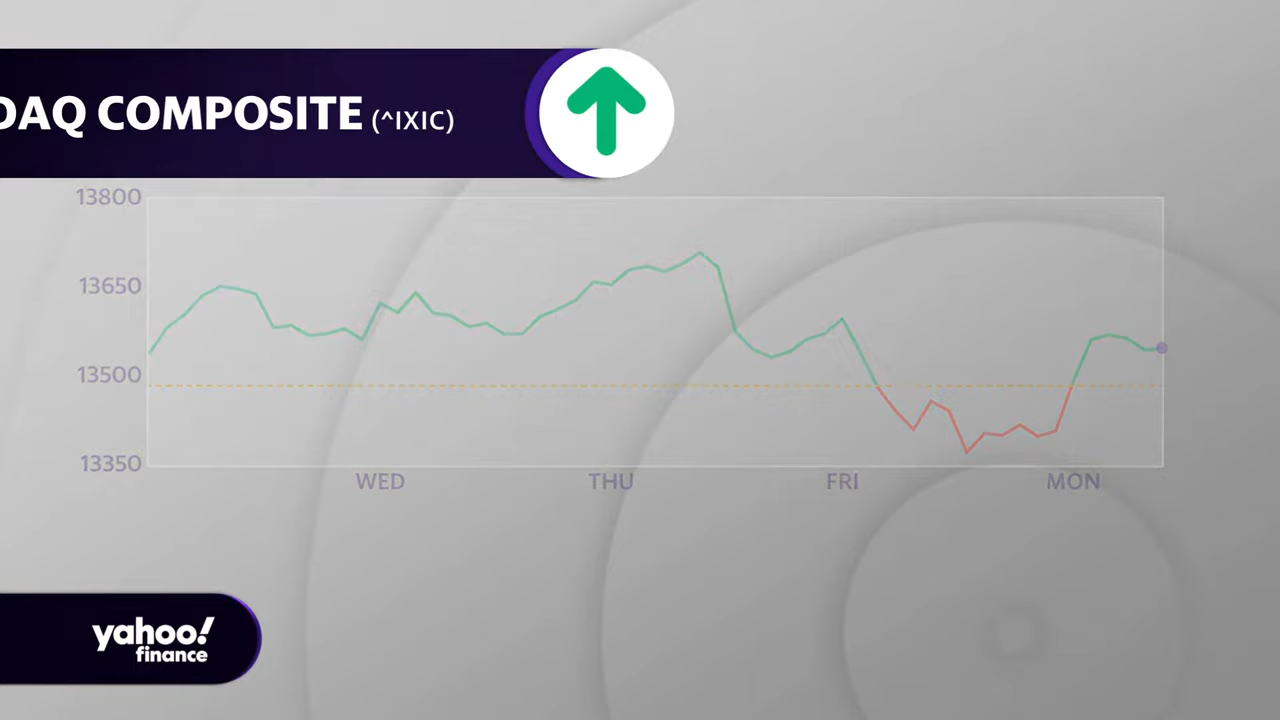 DAQ COMPOSITE (^IXIC)
13800
13650
13500
13350
WED THU FRI MON
yahoo!
finance